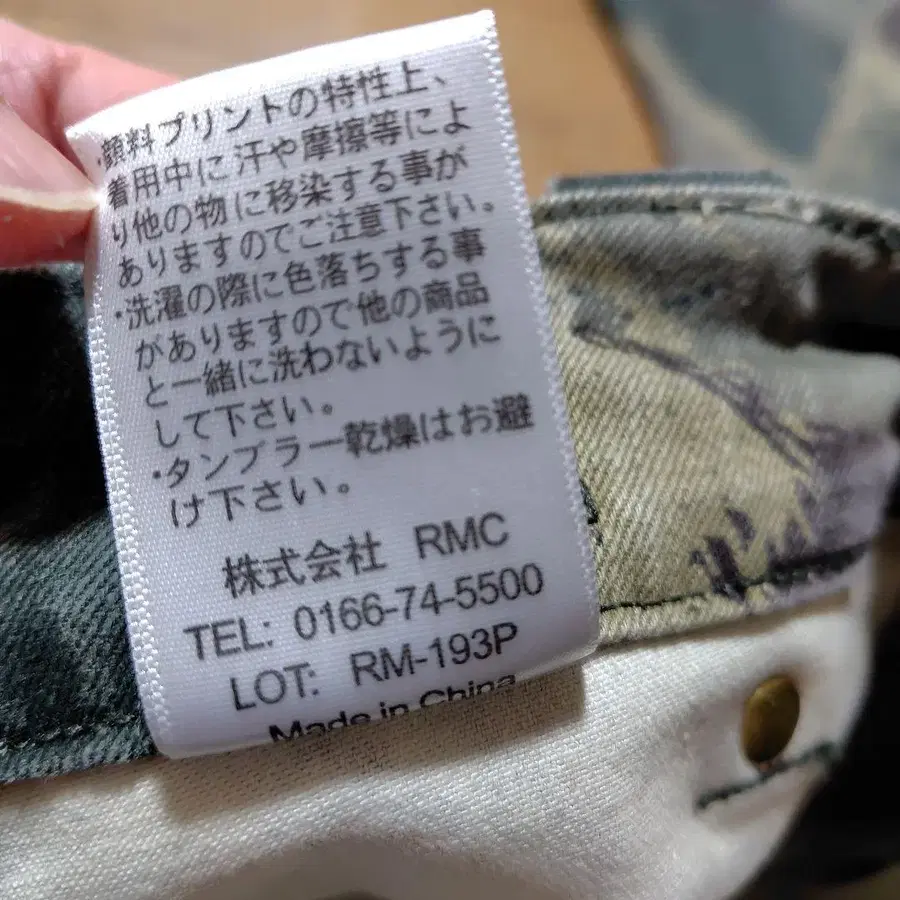 ・顔料プリントの特性上、
着用中に汗や摩擦等によ
り他の物に移染する事が
ありますのでご注意下さい。
・洗濯の際に色落ちする事
がありますので他の商品
と一緒に洗わないように
して下さい。
・タンブラー乾燥はお避
け下さい。
株式会社 RMC
TEL: 0166-74-5500
LOT: RM-193P
Made in China